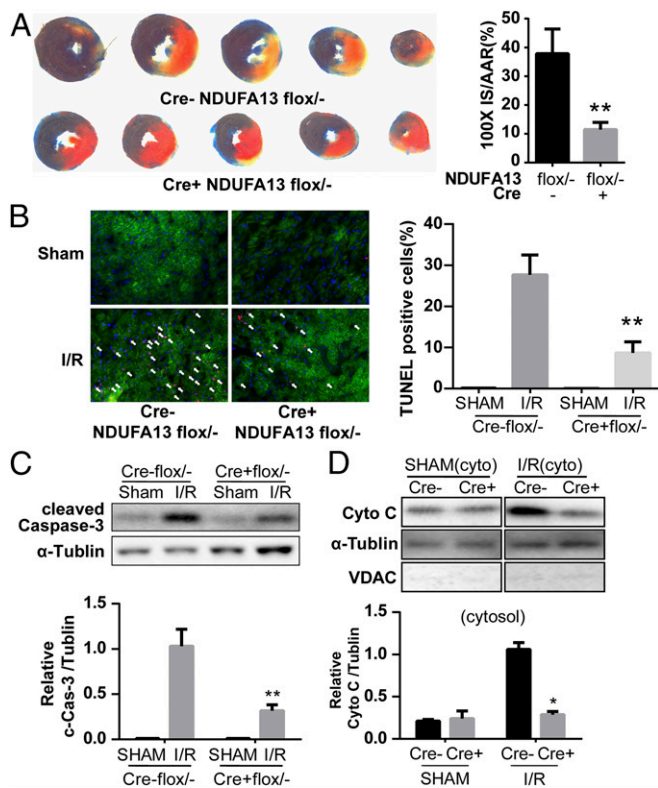 A
Cre- NDUFA13 flox/-
Cre+ NDUFA13 flox/-
100X IS/AAR(%)
50
40
30
20
10
0
**
NDUFA13 flox/- flox/-
Cre - +
B
Sham
I/R
Cre- Cre+
NDUFA13 flox/- NDUFA13 flox/-
TUNEL positive cells(%)
40
30
20
10
0
**
SHAM I/R SHAM I/R
Cre-flox/- Cre+flox/-
C
Cre-flox/- Cre+flox/-
Sham I/R Sham I/R
cleaved
Caspase-3
α-Tublin
Relative
c-Cas-3 /Tublin
1.5
1.0
0.5
0.0
**
SHAM I/R SHAM I/R
Cre-flox/- Cre+flox/-
D
SHAM(cyto) I/R(cyto)
Cre- Cre+ Cre- Cre+
Cyto C
α-Tublin
VDAC
(cytosol)
Relative
Cyto C /Tublin
1.5
1.0
0.5
0.0
*
Cre- Cre+ Cre- Cre+
SHAM I/R